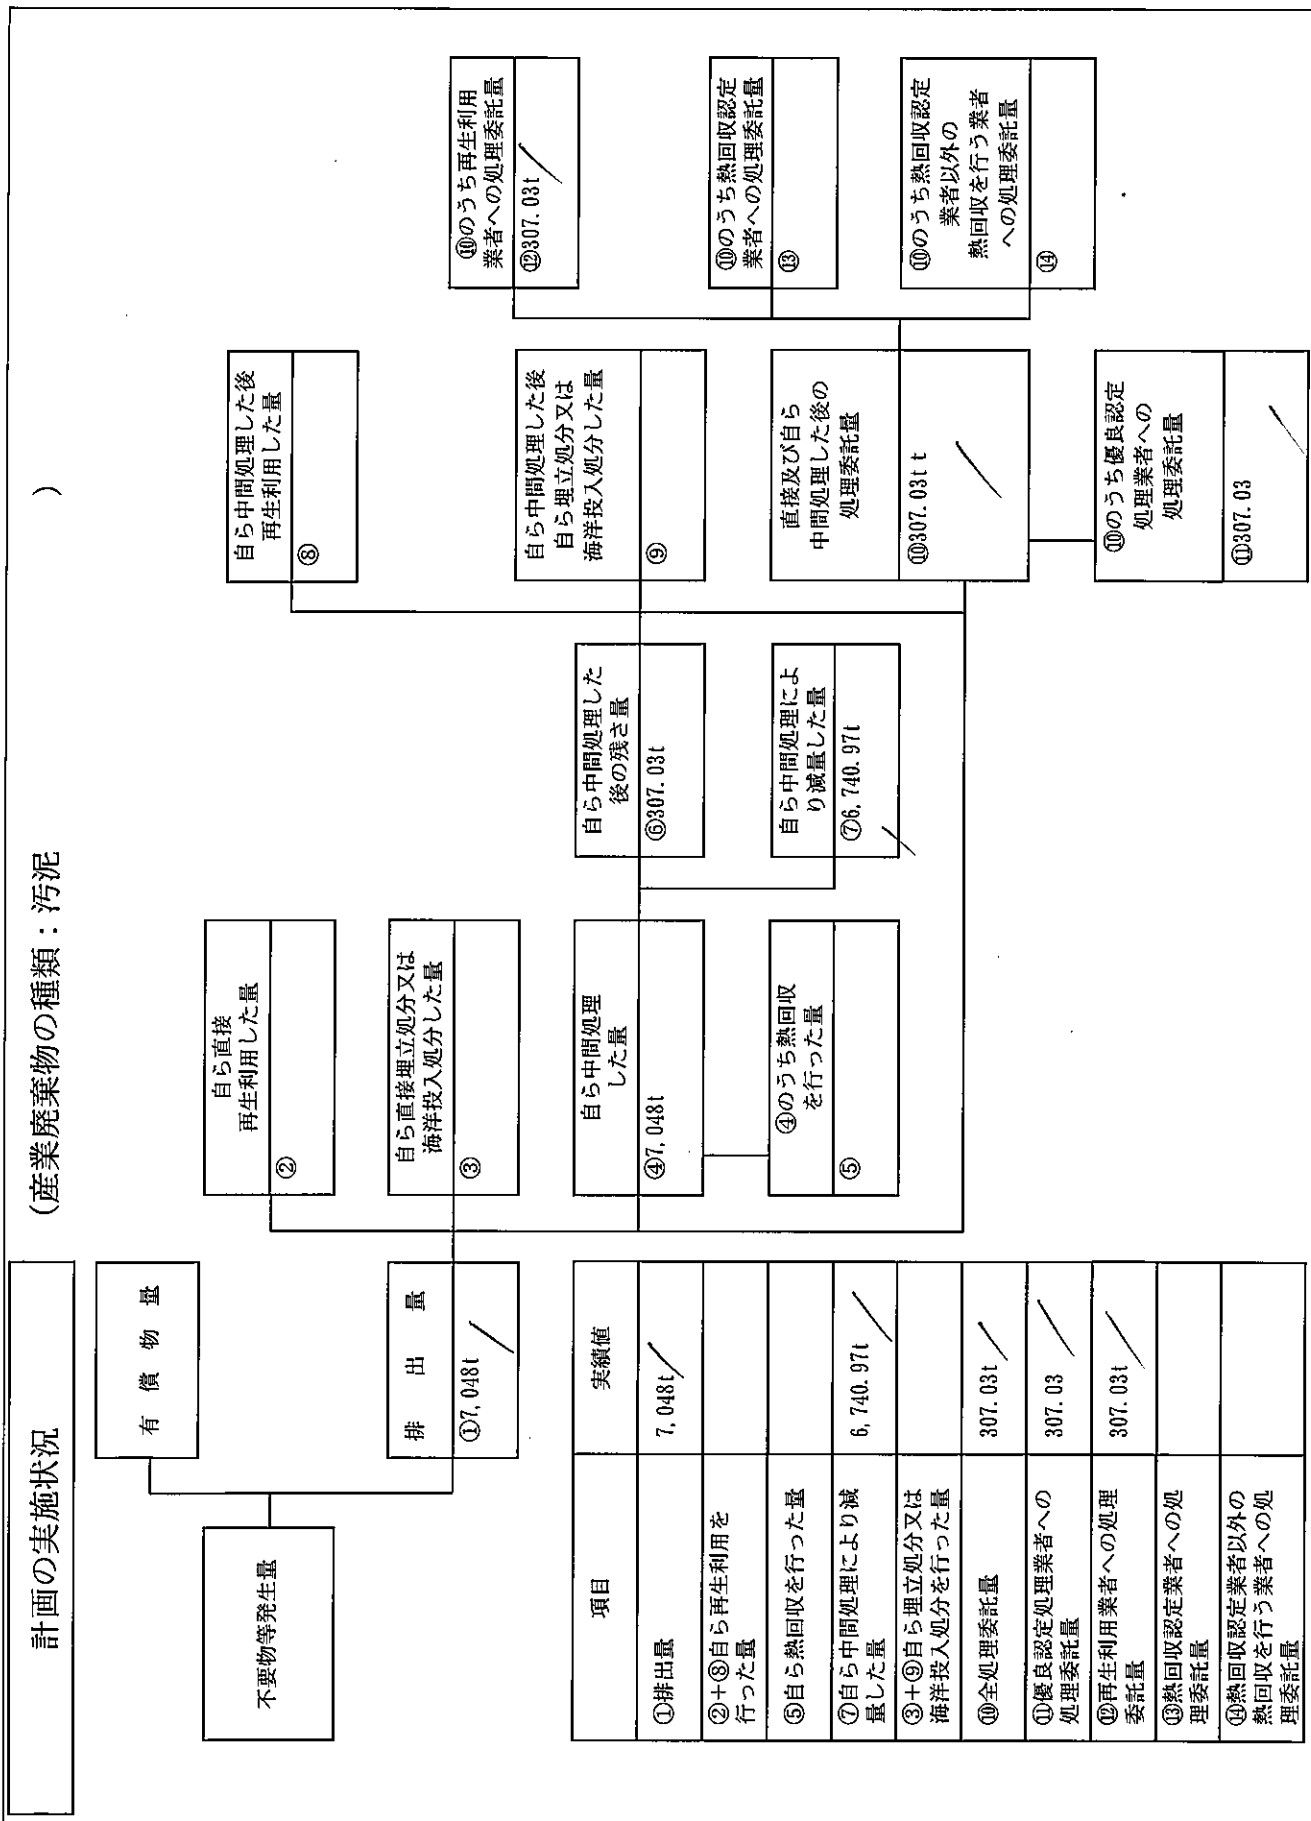 計画の実施状況
(産業廃棄物の種類：汚泥 )
不要物等発生量
有償物量
排出量
①7,048t
自ら直接
再生利用した量
②
自ら直接埋立処分又は
海洋投入処分した量
③
自ら中間処理
した量
④7,048t
④のうち熱回収
を行った量
⑤
自ら中間処理した
後の残さ量
⑥307.03t
自ら中間処理によ
り減量した量
⑦6,740.97t
自ら中間処理した後
再生利用した量
⑧
自ら中間処理した後
自ら埋立処分又は
海洋投入処分した量
⑨
直接及び自ら
中間処理した後の
処理委託量
⑩307.03t t
⑩のうち優良認定
処理業者への
処理委託量
⑪307.03
⑩のうち再生利用
業者への処理委託量
⑫307.03t
⑩のうち熱回収認定
業者への処理委託量
⑬
⑩のうち熱回収認定
業者以外の
熱回収を行う業者
への処理委託量
⑭
項目 実績値
①排出量 7,048t
②+⑧自ら再生利用を
行った量
⑤自ら熱回収を行った量
⑦自ら中間処理により減
量した量 6,740.97t
③+⑨自ら埋立処分又は
海洋投入処分を行った量
⑩全処理委託量 307.03t
⑪優良認定処理業者への
処理委託量 307.03
⑫再生利用業者への処理
委託量 307.03t
⑬熱回収認定業者への処
理委託量
⑭熱回収認定業者以外の
熱回収を行う業者への処
理委託量